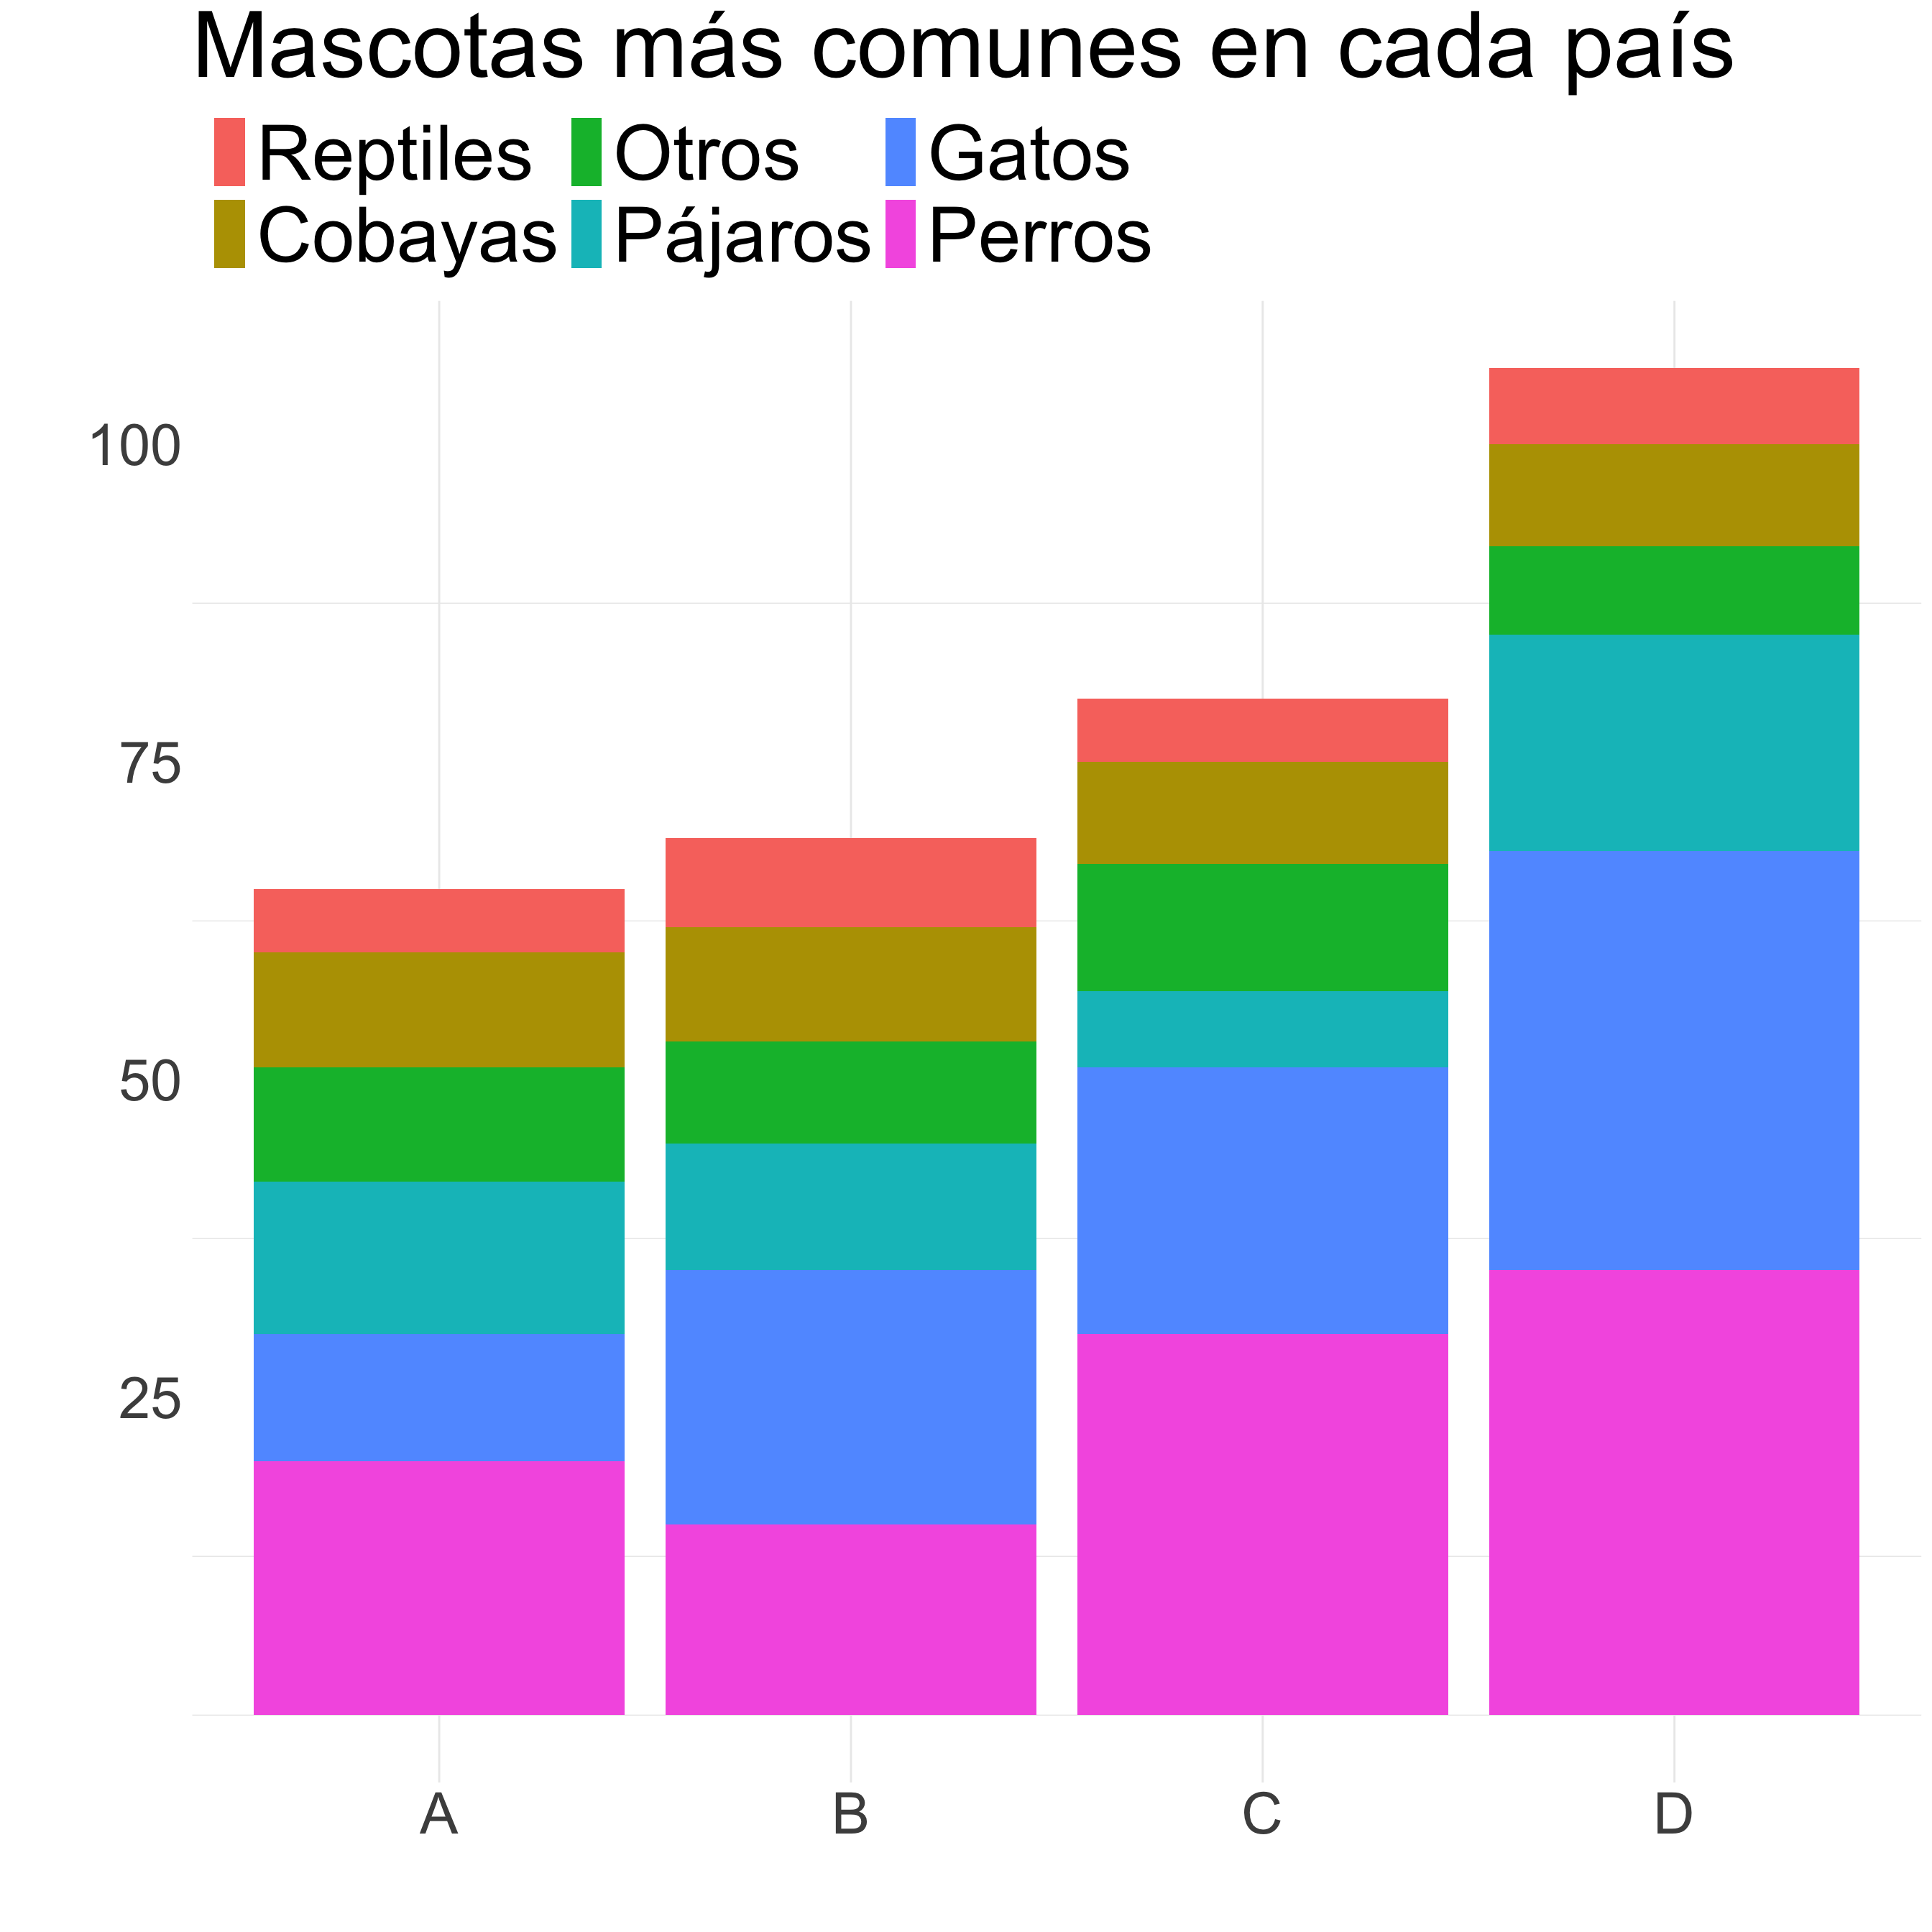 Mascotas más comunes en cada país
Reptiles Otros Gatos
Cobayas Pájaros Perros
100
75
50
25
A B C D